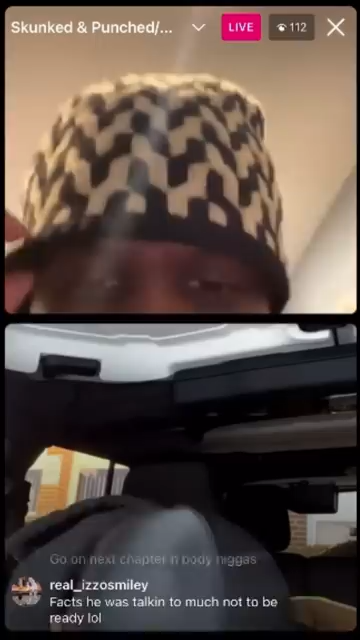 Skunked & Punched/...
LIVE
112
Go on next chapter n body niggas
real_izzosmiley
Facts he was talkin to much not to be
ready lol